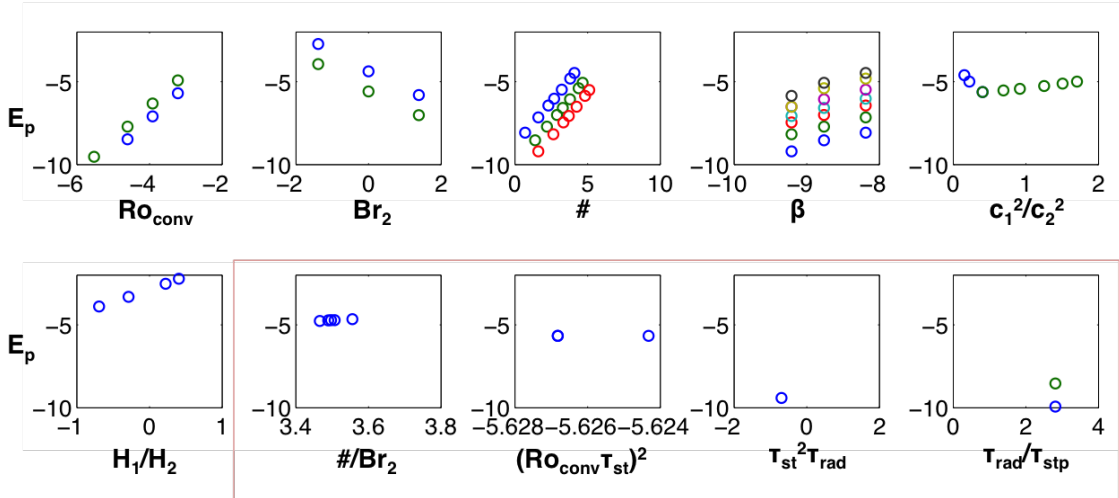 E_p
−5
−10
−6 −4 −2
Ro_conv
−5
−10
−2 0 2
Br_2
−5
−10
0 5 10
#
−5
−10
−10 −9 −8
β
−5
−10
0 1 2
c_1^2/c_2^2
E_p
−5
−10
−1 0 1
H_1/H_2
−5
−10
3.4 3.6 3.8
#/Br_2
−5
−10
−5.628 −5.626 −5.624
(Ro_conv τ_st)^2
−5
−10
−2 0 2
τ_st^2 τ_rad
−5
−10
0 2 4
τ_rad/τ_stp